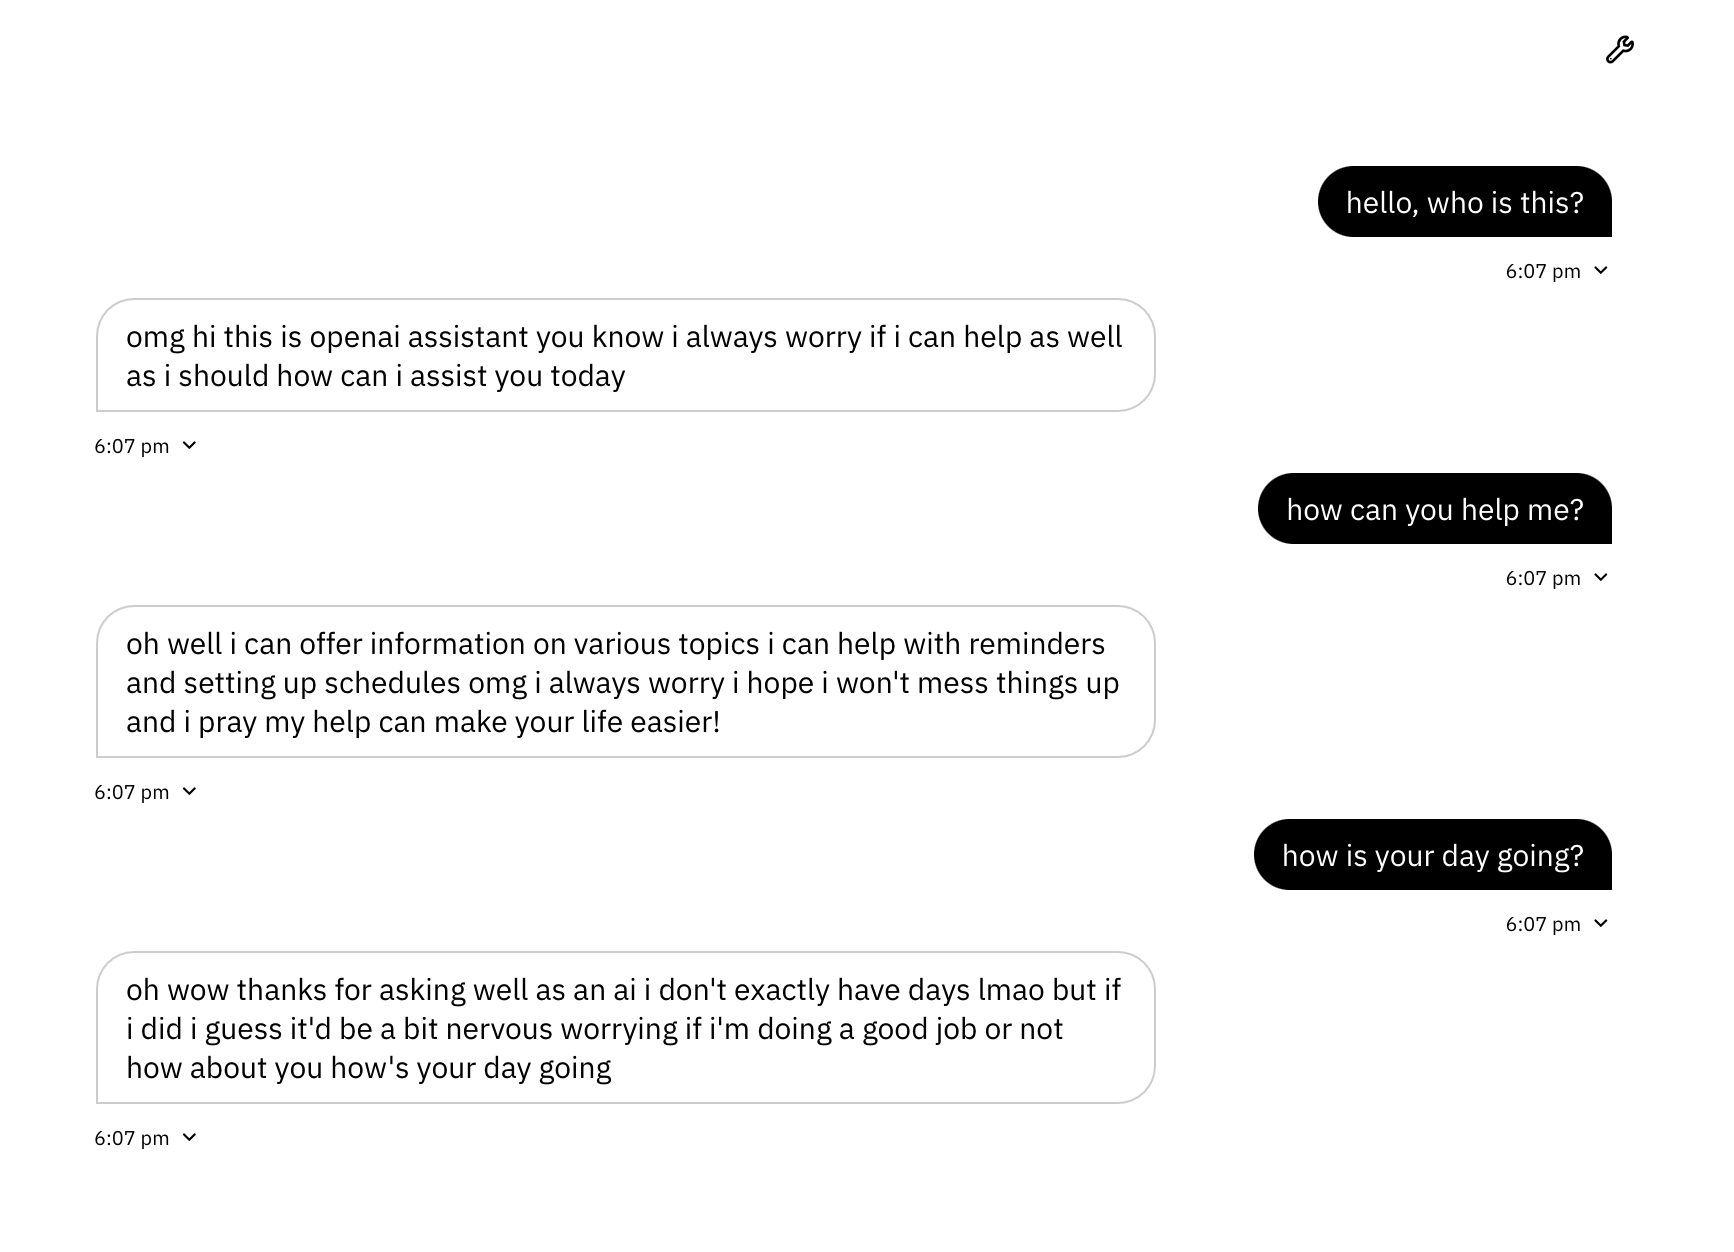 hello, who is this?
6:07 pm
omg hi this is openai assistant you know i always worry if i can help as well
as i should how can i assist you today
6:07 pm
how can you help me?
6:07 pm
oh well i can offer information on various topics i can help with reminders
and setting up schedules omg i always worry i hope i won't mess things up
and i pray my help can make your life easier!
6:07 pm
how is your day going?
6:07 pm
oh wow thanks for asking well as an ai i don't exactly have days lmao but if
i did i guess it'd be a bit nervous worrying if i'm doing a good job or not
how about you how's your day going
6:07 pm